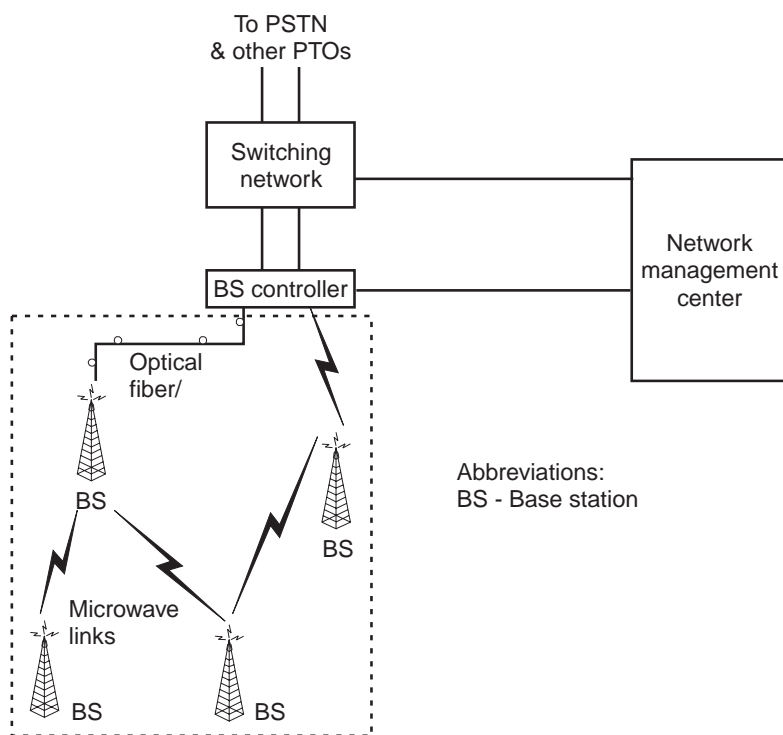 To PSTN
& other PTOs
Switching
network
Network
management
center
BS controller
Optical
fiber/
BS
Abbreviations:
BS - Base station
BS
Microwave
links
BS
BS